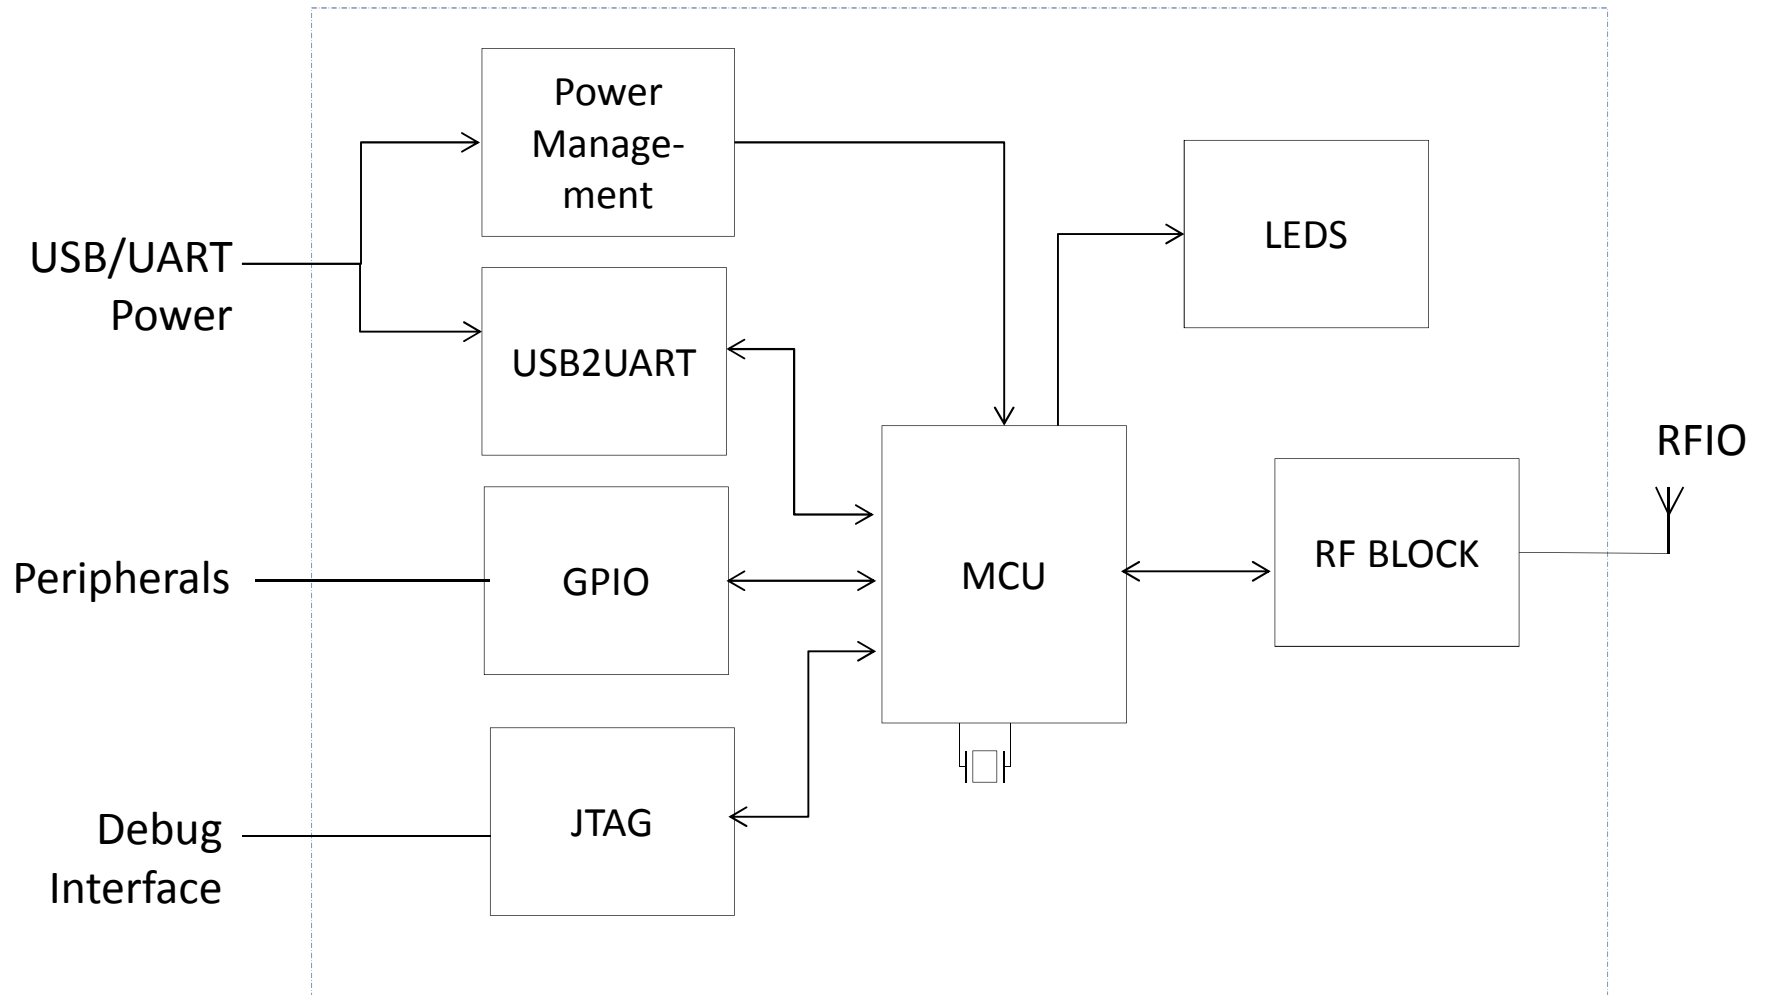 Power
Manage-
ment
LEDS
USB/UART
Power
USB2UART
RFIO
Peripherals
GPIO
MCU
RF BLOCK
Debug
Interface
JTAG